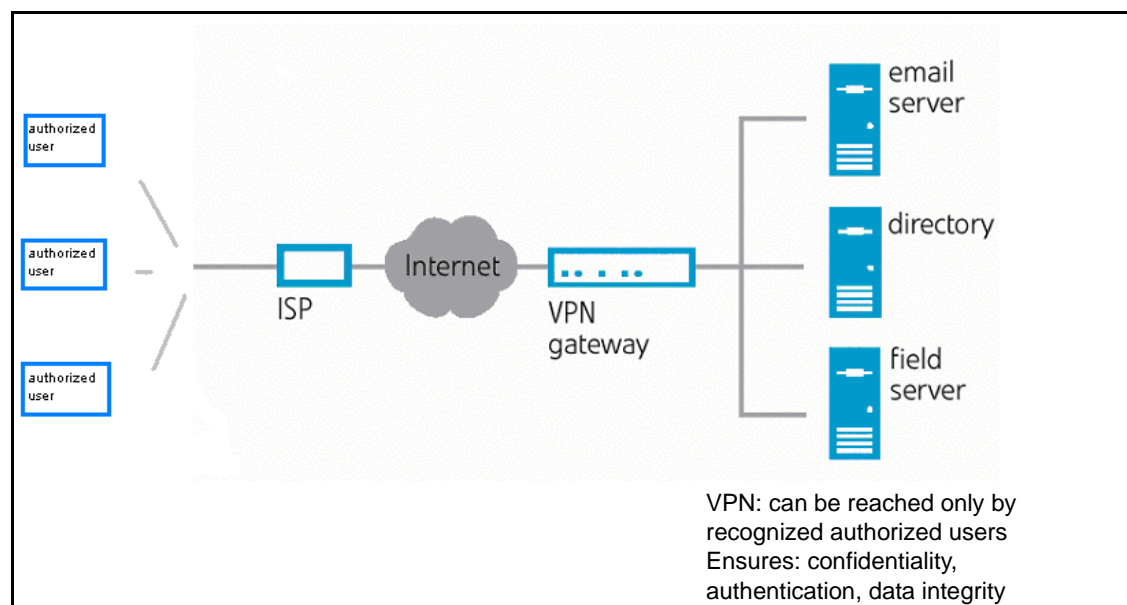 authorized
user
authorized
user
authorized
user
ISP
Internet
VPN
gateway
email
server
directory
field
server
VPN: can be reached only by
recognized authorized users
Ensures: confidentiality,
authentication, data integrity